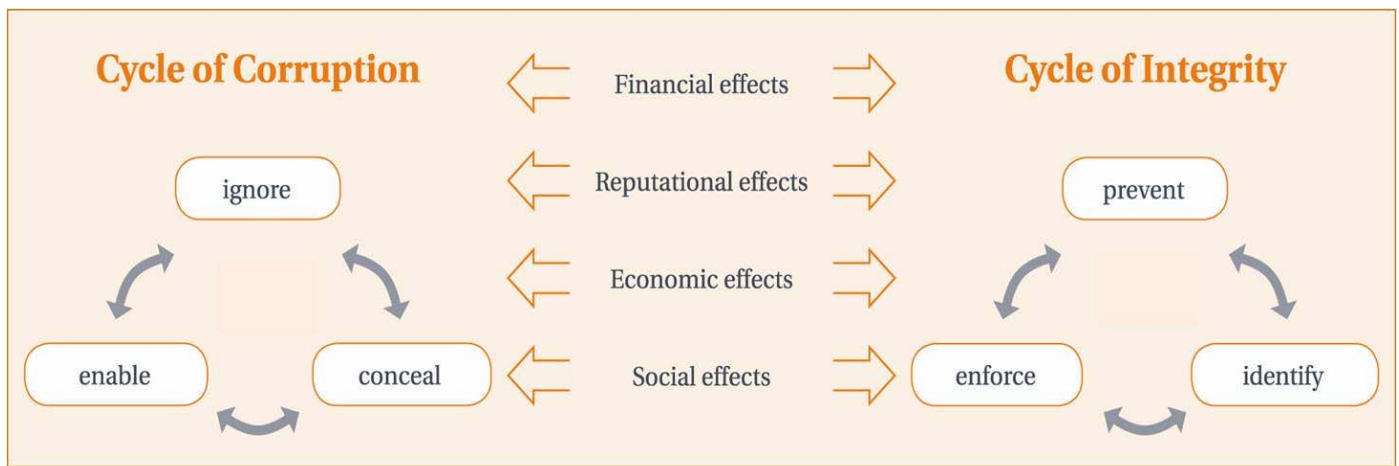 Cycle of Corruption
ignore
enable
conceal
Financial effects
Reputational effects
Economic effects
Social effects
Cycle of Integrity
prevent
enforce
identify